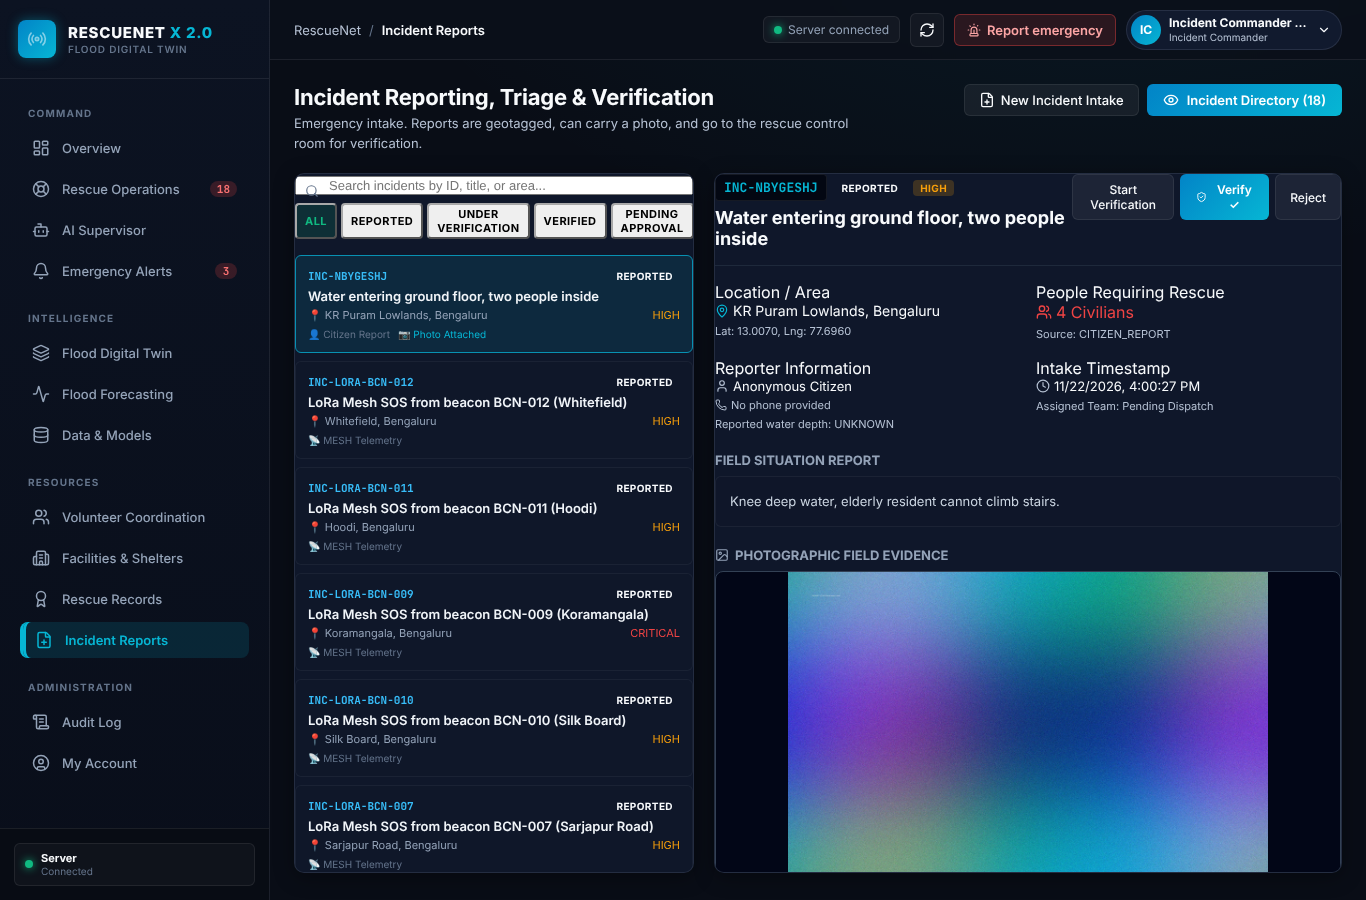 RESCUENET X 2.0
FLOOD DIGITAL TWIN
COMMAND
Overview
Rescue Operations 18
AI Supervisor
Emergency Alerts 3
INTELLIGENCE
Flood Digital Twin
Flood Forecasting
Data & Models
RESOURCES
Volunteer Coordination
Facilities & Shelters
Rescue Records
Incident Reports
ADMINISTRATION
Audit Log
My Account
Server
Connected
RescueNet / Incident Reports
Server connected
Report emergency
IC
Incident Commander ...
Incident Commander
Incident Reporting, Triage & Verification
Emergency intake. Reports are geotagged, can carry a photo, and go to the rescue control
room for verification.
New Incident Intake
Incident Directory (18)
Search incidents by ID, title, or area...
ALL
REPORTED
UNDER
VERIFICATION
VERIFIED
PENDING
APPROVAL
INC-NBYGESHJ REPORTED
Water entering ground floor, two people inside
KR Puram Lowlands, Bengaluru HIGH
Citizen Report Photo Attached
INC-LORA-BCN-012 REPORTED
LoRa Mesh SOS from beacon BCN-012 (Whitefield)
Whitefield, Bengaluru HIGH
MESH Telemetry
INC-LORA-BCN-011 REPORTED
LoRa Mesh SOS from beacon BCN-011 (Hoodi)
Hoodi, Bengaluru HIGH
MESH Telemetry
INC-LORA-BCN-009 REPORTED
LoRa Mesh SOS from beacon BCN-009 (Koramangala)
Koramangala, Bengaluru CRITICAL
MESH Telemetry
INC-LORA-BCN-010 REPORTED
LoRa Mesh SOS from beacon BCN-010 (Silk Board)
Silk Board, Bengaluru HIGH
MESH Telemetry
INC-LORA-BCN-007 REPORTED
LoRa Mesh SOS from beacon BCN-007 (Sarjapur Road)
Sarjapur Road, Bengaluru HIGH
MESH Telemetry
INC-NBYGESHJ REPORTED HIGH
Water entering ground floor, two people
inside
Start
Verification
Verify
✓
Reject
Location / Area
KR Puram Lowlands, Bengaluru
Lat: 13.0070, Lng: 77.6960
People Requiring Rescue
4 Civilians
Source: CITIZEN_REPORT
Reporter Information
Anonymous Citizen
No phone provided
Reported water depth: UNKNOWN
Intake Timestamp
11/22/2026, 4:00:27 PM
Assigned Team: Pending Dispatch
FIELD SITUATION REPORT
Knee deep water, elderly resident cannot climb stairs.
PHOTOGRAPHIC FIELD EVIDENCE